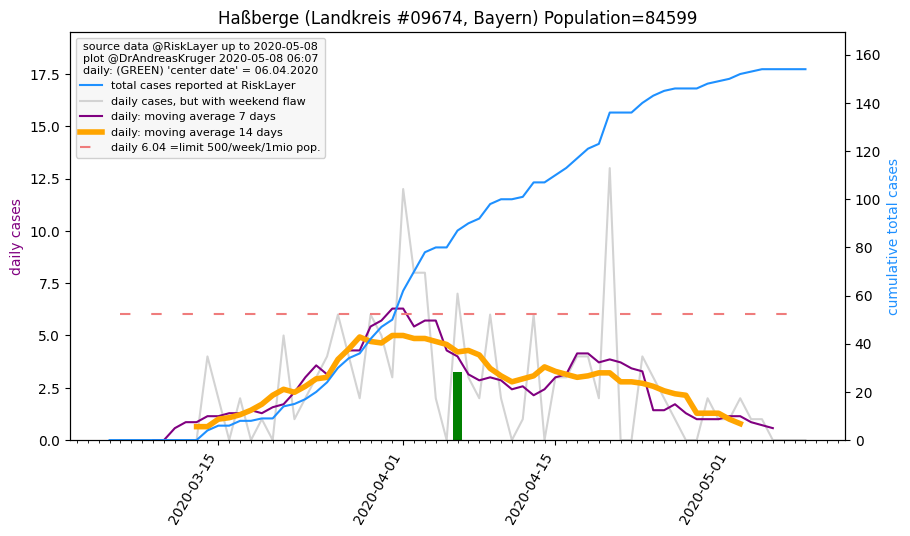 Haßberge (Landkreis #09674, Bayern) Population=84599
source data @RiskLayer up to 2020-05-08
plot @DrAndreasKruger 2020-05-08 06:07
daily: (GREEN) 'center date' = 06.04.2020
total cases reported at RiskLayer
daily cases, but with weekend flaw
daily: moving average 7 days
daily: moving average 14 days
daily 6.04 =limit 500/week/1mio pop.
daily cases
17.5
15.0
12.5
10.0
7.5
5.0
2.5
0.0
160
140
120
100
80
60
40
20
0
cumulative total cases
2020-03-15
2020-04-01
2020-04-15
2020-05-01